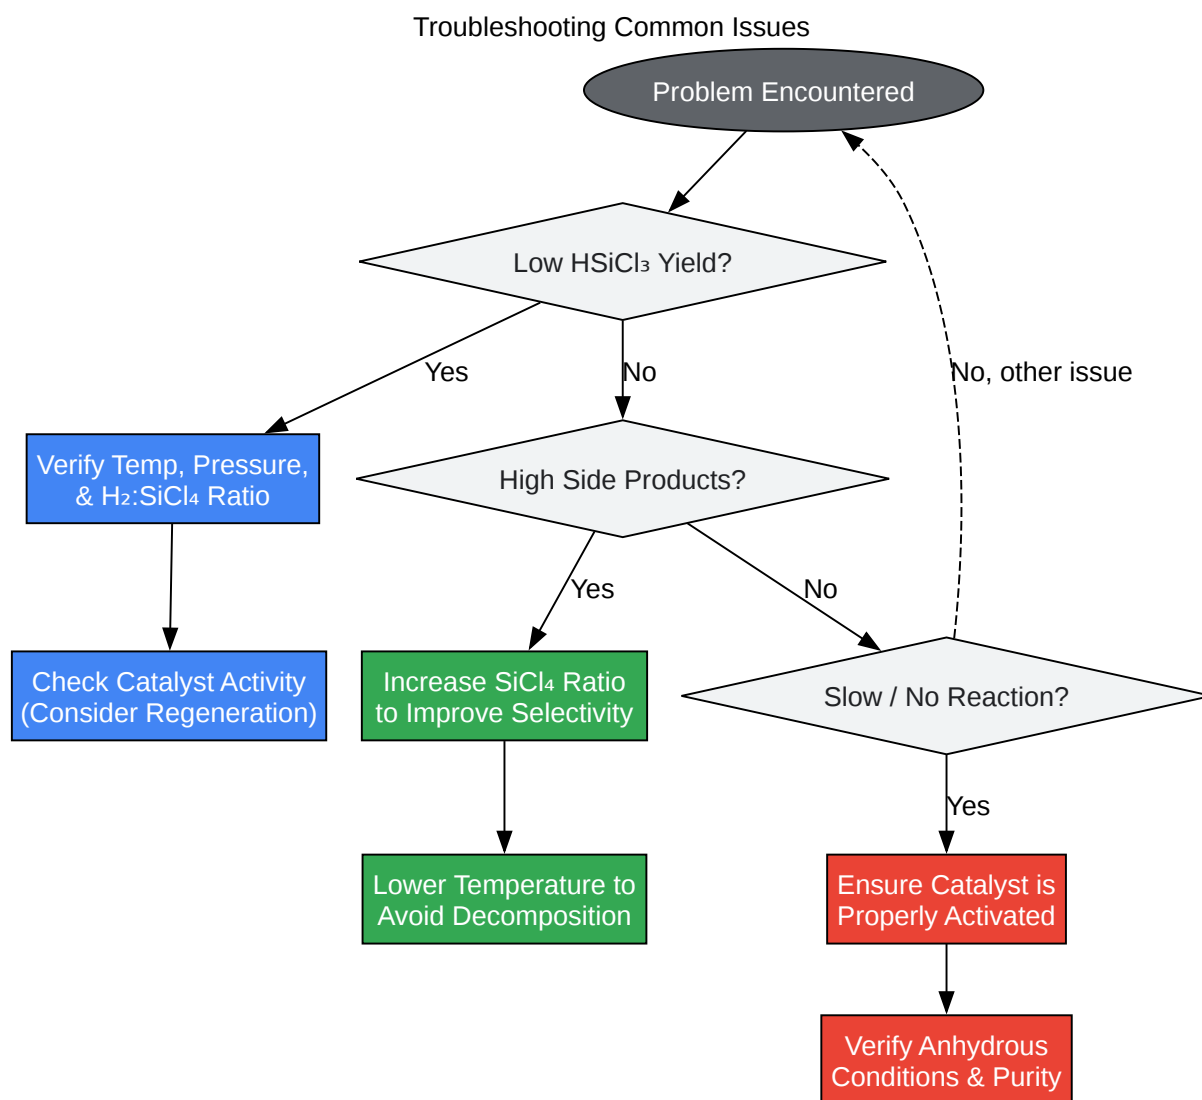 Troubleshooting Common Issues
Problem Encountered
Low HSiCl₃ Yield?
Yes
No
No, other issue
Verify Temp, Pressure,
& H₂:SiCl₄ Ratio
High Side Products?
Yes
No
Check Catalyst Activity
(Consider Regeneration)
Increase SiCl₄ Ratio
to Improve Selectivity
Slow / No Reaction?
Yes
Lower Temperature to
Avoid Decomposition
Ensure Catalyst is
Properly Activated
Verify Anhydrous
Conditions & Purity